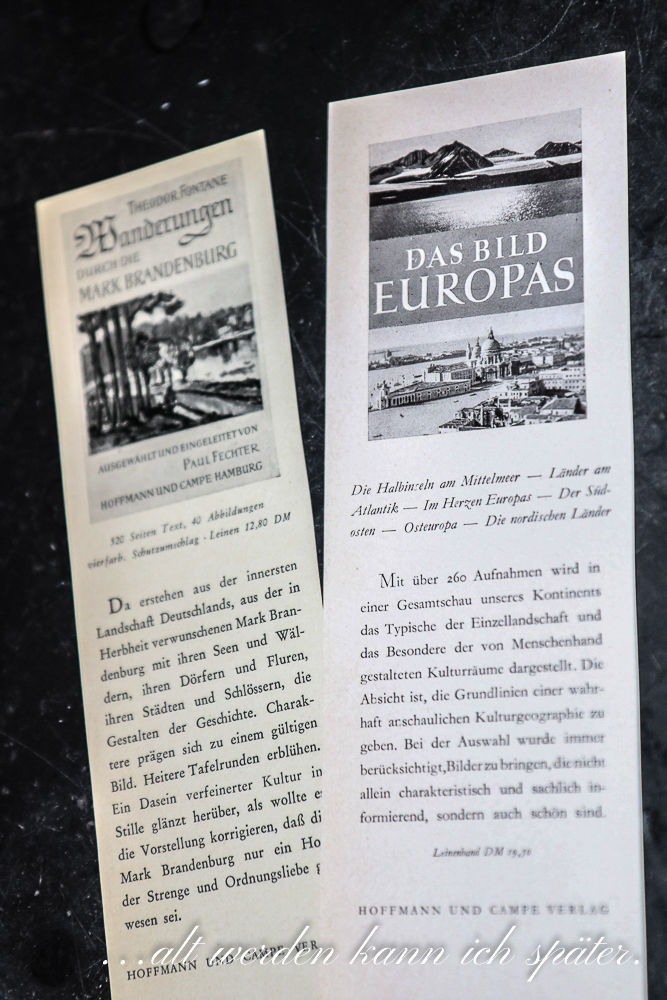 THEODOR FONTANE
Wanderungen
DURCH DIE
MARK BRANDENBURG
AUSGEWÄHLT UND EINGELEITET VON
PAUL FECHTER
HOFFMANN UND CAMPE HAMBURG
320 Seiten Text, 40 Abbildungen
vierfarb. Schutzumschlag · Leinen 12,80 DM
Da erstehen aus der innersten
Landschaft Deutschlands, aus der in
Herbheit verwunschenen Mark Bran-
denburg mit ihren Seen und Wäl-
dern, ihren Dörfern und Fluren,
ihren Städten und Schlössern, die
Gestalten der Geschichte. Charak-
tere prägen sich zu einem gültigen
Bild. Heitere Tafelrunden erblühen.
Ein Dasein verfeinerter Kultur in
Stille glänzt herüber, als wollte e
die Vorstellung korrigieren, daß di
Mark Brandenburg nur ein Ho
der Strenge und Ordnungsliebe g
wesen sei.
HOFFMANN UND CAMPE VER
DAS BILD
EUROPAS
Die Halbinseln am Mittelmeer — Länder am
Atlantik — Im Herzen Europas — Der Süd-
osten — Osteuropa — Die nordischen Länder
Mit über 260 Aufnahmen wird in
einer Gesamtschau unseres Kontinents
das Typische der Einzellandschaft und
das Besondere der von Menschenhand
gestalteten Kulturräume dargestellt. Die
Absicht ist, die Grundlinien einer wahr-
haft anschaulichen Kulturgeographie zu
geben. Bei der Auswahl wurde immer
berücksichtigt, Bilder zu bringen, die nicht
allein charakteristisch und sachlich in-
formierend, sondern auch schön sind.
Leinenband DM
HOFFMANN UND CAMPE VERLAG
...alt werden kann ich später.